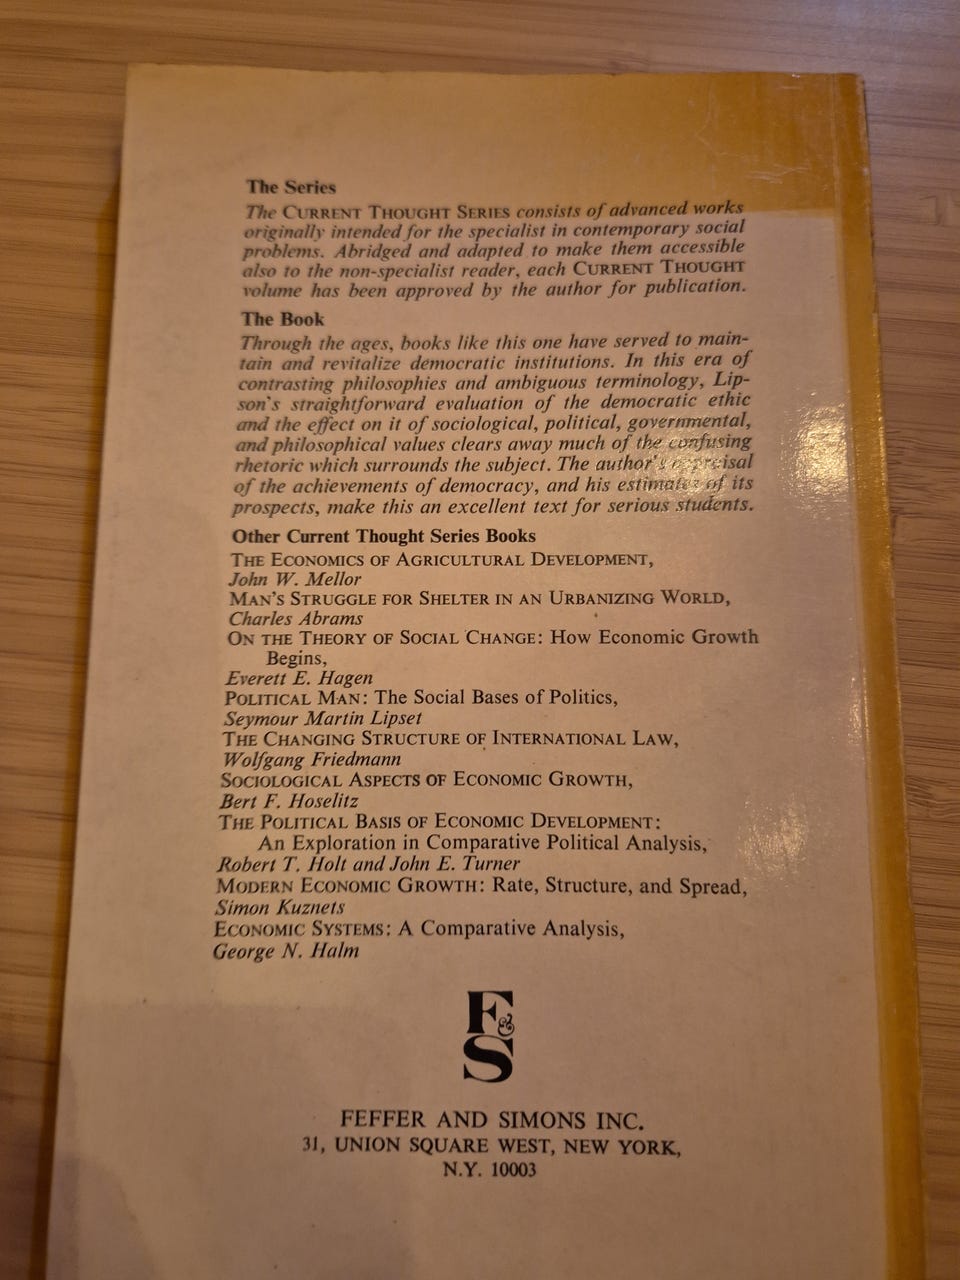 The Series
The CURRENT THOUGHT SERIES consists of advanced works
originally intended for the specialist in contemporary social
problems. Abridged and adapted to make them accessible
also to the non-specialist reader, each CURRENT THOUGHT
volume has been approved by the author for publication.
The Book
Through the ages, books like this one have served to main-
tain and revitalize democratic institutions. In this era of
contrasting philosophies and ambiguous terminology, Lip-
son's straightforward evaluation of the democratic ethic
and the effect on it of sociological, political, governmental,
and philosophical values clears away much of the confusing
rhetoric which surrounds the subject. The author's appraisal
of the achievements of democracy, and his estimates of its
prospects, make this an excellent text for serious students.
Other Current Thought Series Books
THE ECONOMICS OF AGRICULTURAL DEVELOPMENT,
John W. Mellor
MAN'S STRUGGLE FOR SHELTER IN AN URBANIZING WORLD,
Charles Abrams
ON THE THEORY OF SOCIAL CHANGE: How Economic Growth
Begins,
Everett E. Hagen
POLITICAL MAN: The Social Bases of Politics,
Seymour Martin Lipset
THE CHANGING STRUCTURE OF INTERNATIONAL LAW,
Wolfgang Friedmann
SOCIOLOGICAL ASPECTS OF ECONOMIC GROWTH,
Bert F. Hoselitz
THE POLITICAL BASIS OF ECONOMIC DEVELOPMENT:
An Exploration in Comparative Political Analysis,
Robert T. Holt and John E. Turner
MODERN ECONOMIC GROWTH: Rate, Structure, and Spread,
Simon Kuznets
ECONOMIC SYSTEMS: A Comparative Analysis,
George N. Halm
F&
S
FEFFER AND SIMONS INC.
31, UNION SQUARE WEST, NEW YORK,
N.Y. 10003